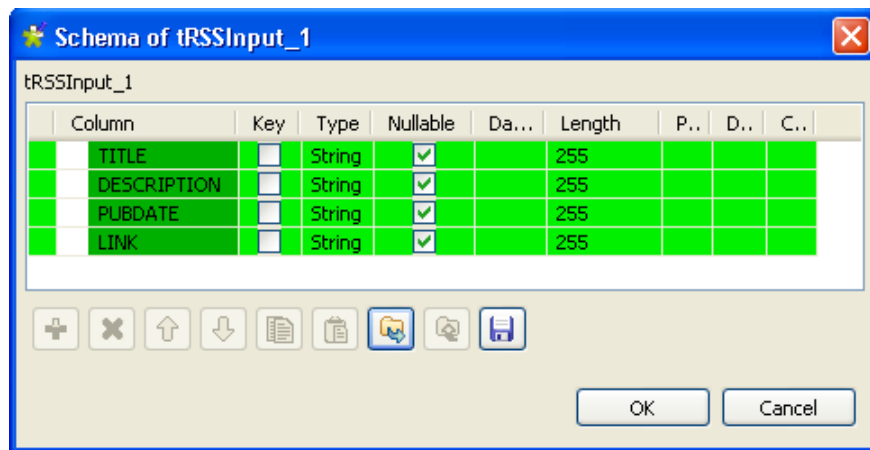 Schema of tRSSInput_1
tRSSInput_1
Column Key Type Nullable Da... Length P.. D.. C..
TITLE String 255
DESCRIPTION String 255
PUBDATE String 255
LINK String 255
OK Cancel